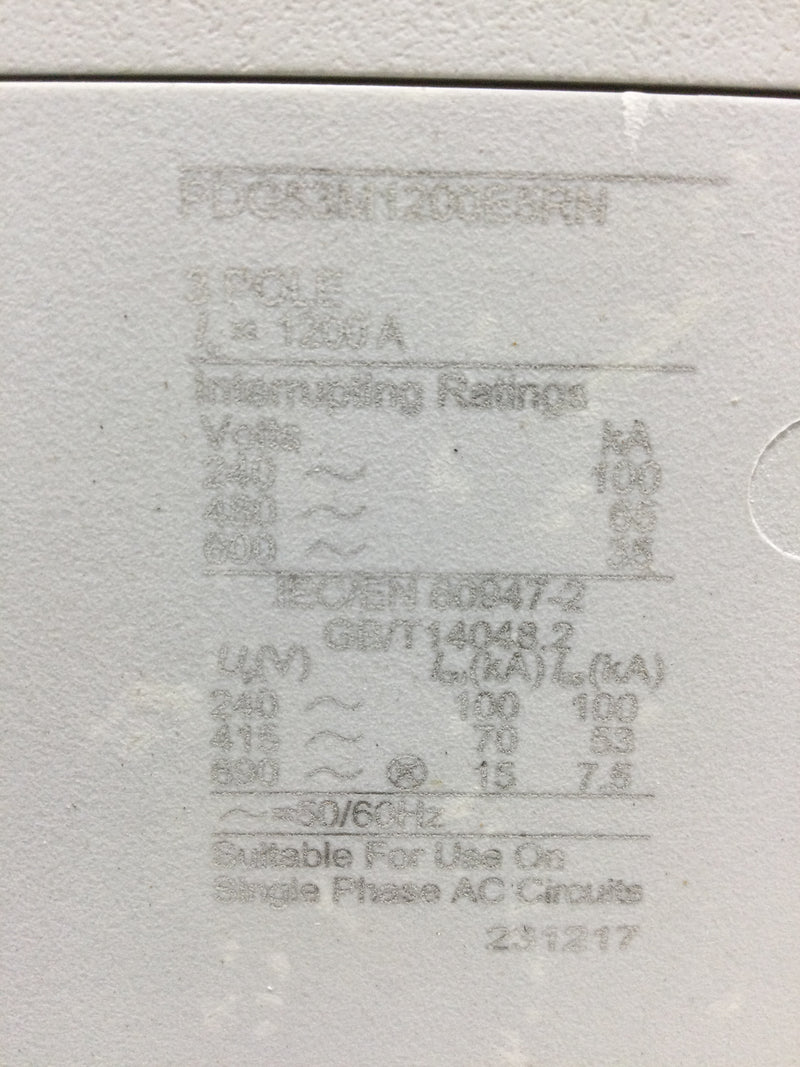 3 POLE
Iₙ = 1200 A
Interrupting Ratings
Volts kA
240 ~ 100
480 ~ 65
600 ~ 35
IEC/EN 60947-2
GB/T14048.2
Uₑ(V) Icu(kA) Ics(kA)
240 ~ 100 100
415 ~ 70 53
690 ~ ⓧ 15 7.5
~ =50/60Hz
Suitable For Use On
Single Phase AC Circuits
231217